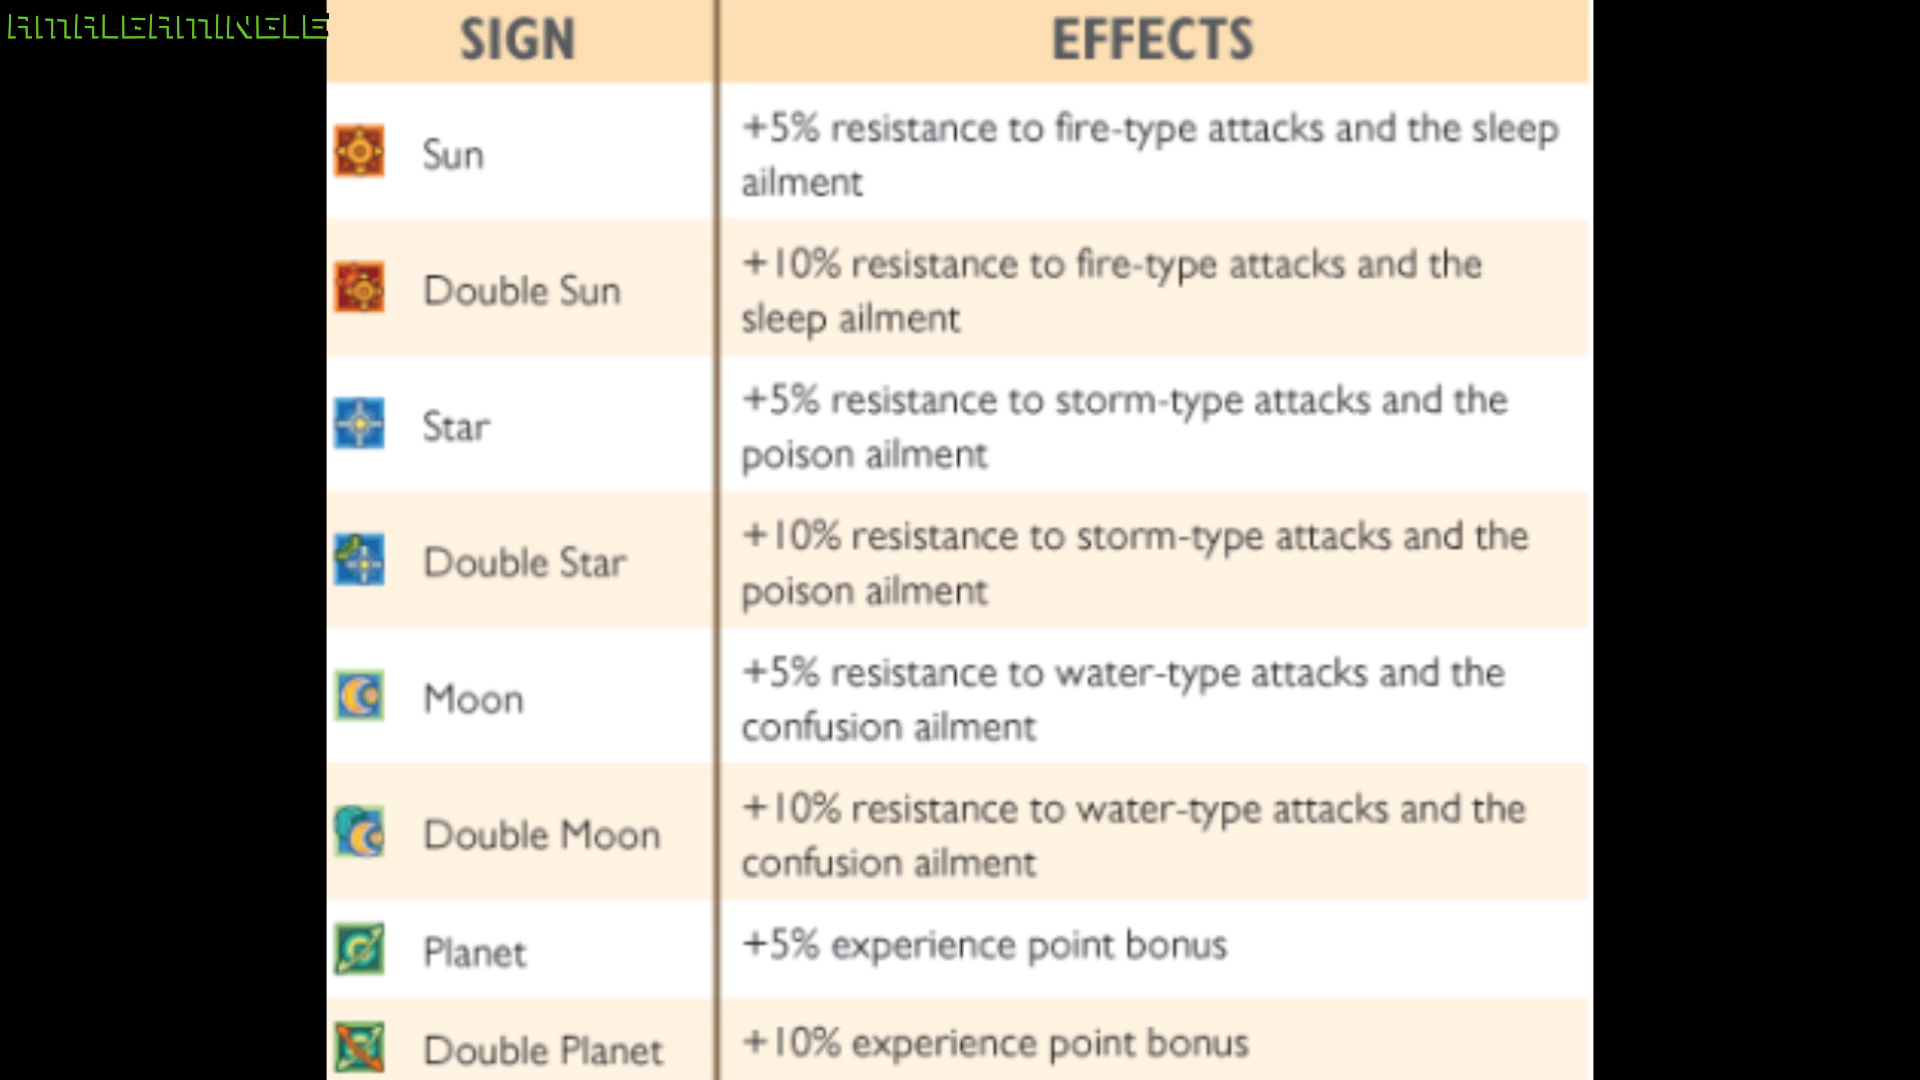 AMALGAMINELE
SIGN
EFFECTS
Sun
+5% resistance to fire-type attacks and the sleep
ailment
Double Sun
+10% resistance to fire-type attacks and the
sleep ailment
Star
+5% resistance to storm-type attacks and the
poison ailment
Double Star
+10% resistance to storm-type attacks and the
poison ailment
Moon
+5% resistance to water-type attacks and the
confusion ailment
Double Moon
+10% resistance to water-type attacks and the
confusion ailment
Planet
+5% experience point bonus
Double Planet
+10% experience point bonus